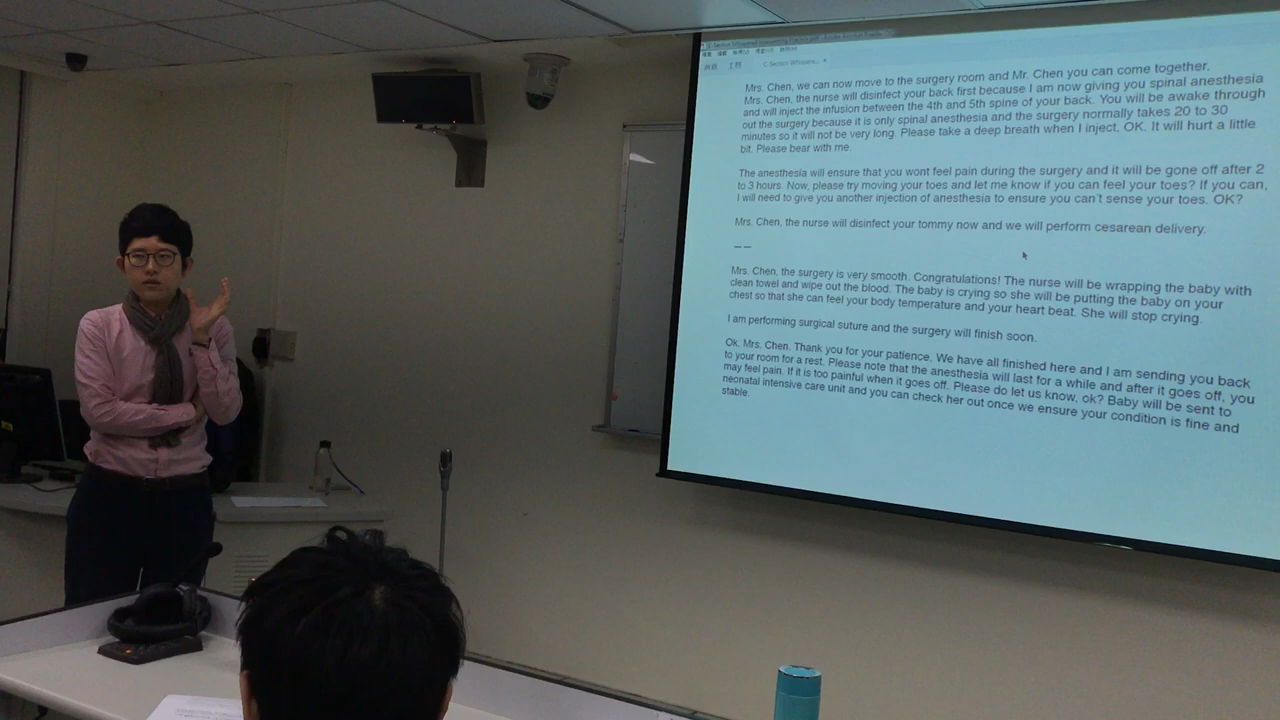 C-Section Whispered Interpreting Practice.pdf - Adobe Acrobat Reader
首頁 工具 C-Section Whispere...
Mrs. Chen, we can now move to the surgery room and Mr. Chen you can come together.
Mrs. Chen, the nurse will disinfect your back first because I am now giving you spinal anesthesia
and will inject the infusion between the 4th and 5th spine of your back. You will be awake through
out the surgery because it is only spinal anesthesia and the surgery normally takes 20 to 30
minutes so it will not be very long. Please take a deep breath when I inject, OK. It will hurt a little
bit. Please bear with me.
The anesthesia will ensure that you wont feel pain during the surgery and it will be gone off after 2
to 3 hours. Now, please try moving your toes and let me know if you can feel your toes? If you can,
I will need to give you another injection of anesthesia to ensure you can't sense your toes. OK?
Mrs. Chen, the nurse will disinfect your tommy now and we will perform cesarean delivery.
— —
Mrs. Chen, the surgery is very smooth. Congratulations! The nurse will be wrapping the baby with
clean towel and wipe out the blood. The baby is crying so she will be putting the baby on your
chest so that she can feel your body temperature and your heart beat. She will stop crying.
I am performing surgical suture and the surgery will finish soon.
Ok. Mrs. Chen. Thank you for your patience. We have all finished here and I am sending you back
to your room for a rest. Please note that the anesthesia will last for a while and after it goes off, you
may feel pain. If it is too painful when it goes off. Please do let us know, ok? Baby will be sent to
neonatal intensive care unit and you can check her out once we ensure your condition is fine and
stable.